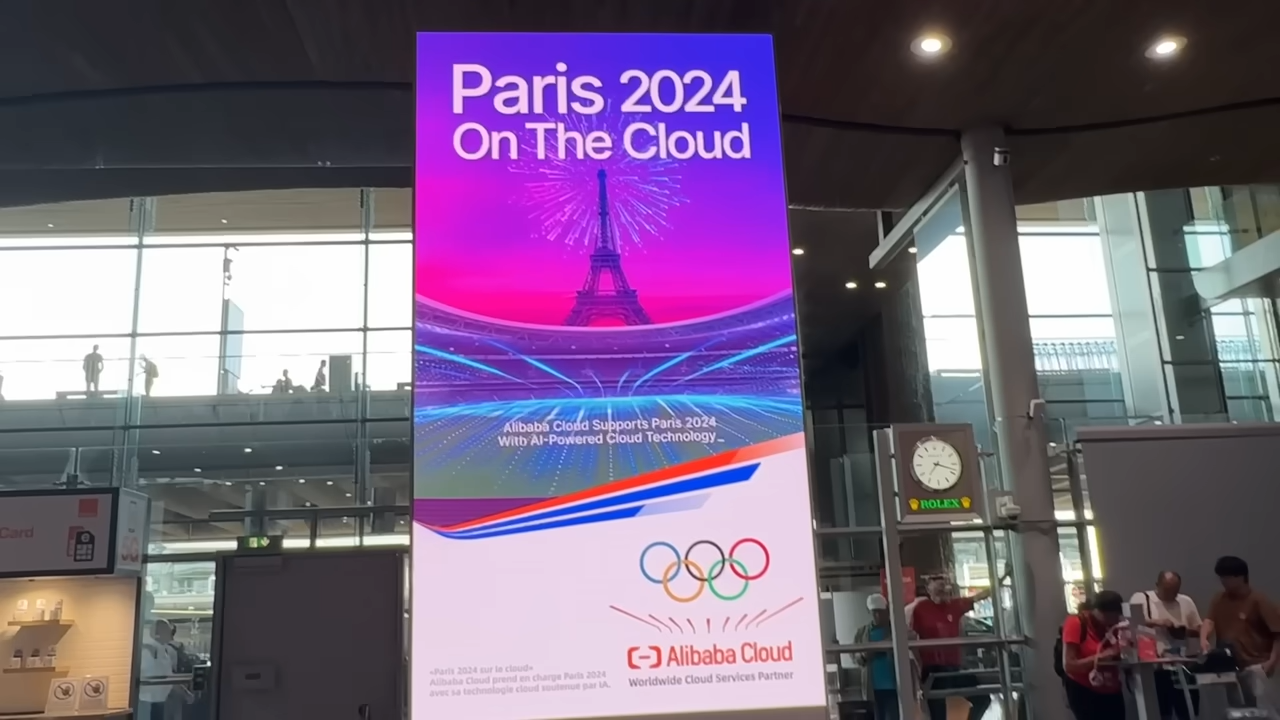 Paris 2024
On The Cloud
Alibaba Cloud Supports Paris 2024
With AI-Powered Cloud Technology_
Alibaba Cloud
Worldwide Cloud Services Partner
«Paris 2024 sur le cloud»
Alibaba Cloud prend en charge Paris 2024
avec sa technologie cloud soutenue par IA.
ROLEX
Card